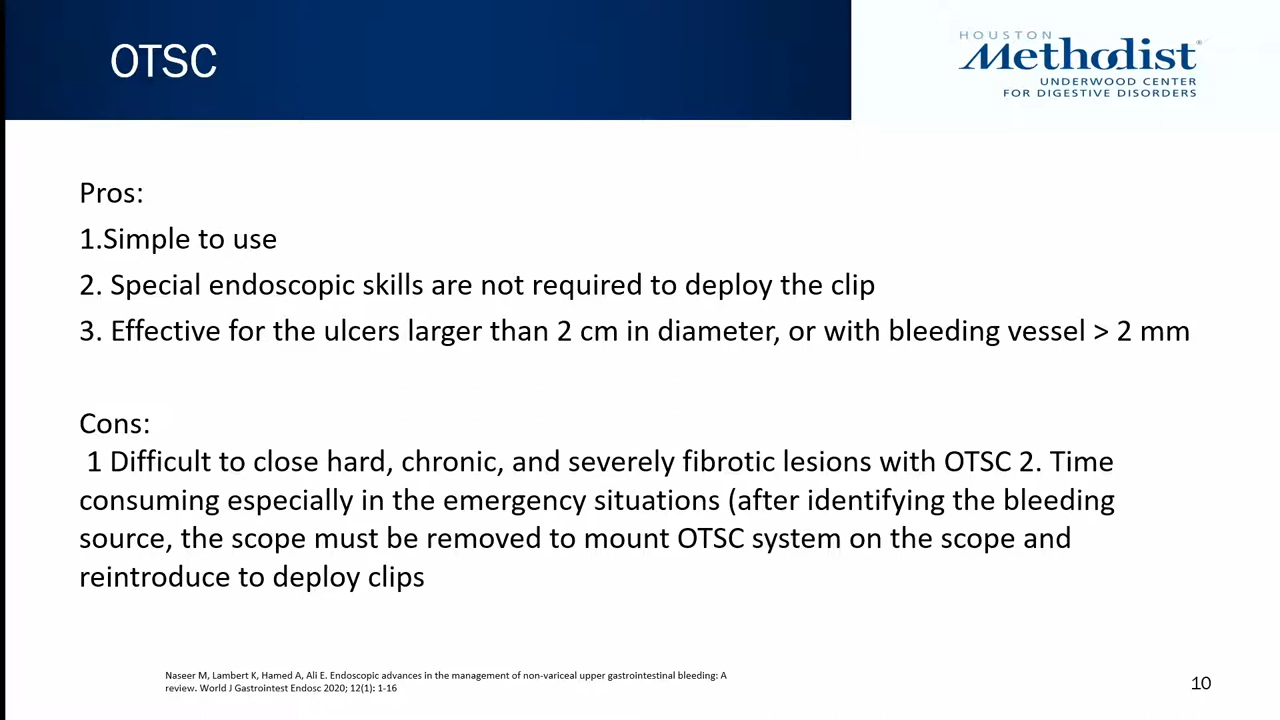 OTSC
HOUSTON
Methodist®
UNDERWOOD CENTER
FOR DIGESTIVE DISORDERS
Pros:
1.Simple to use
2. Special endoscopic skills are not required to deploy the clip
3. Effective for the ulcers larger than 2 cm in diameter, or with bleeding vessel > 2 mm
Cons:
1 Difficult to close hard, chronic, and severely fibrotic lesions with OTSC 2. Time
consuming especially in the emergency situations (after identifying the bleeding
source, the scope must be removed to mount OTSC system on the scope and
reintroduce to deploy clips
Naseer M, Lambert K, Hamed A, Ali E. Endoscopic advances in the management of non-variceal upper gastrointestinal bleeding: A
review. World J Gastrointest Endosc 2020; 12(1): 1-16
10